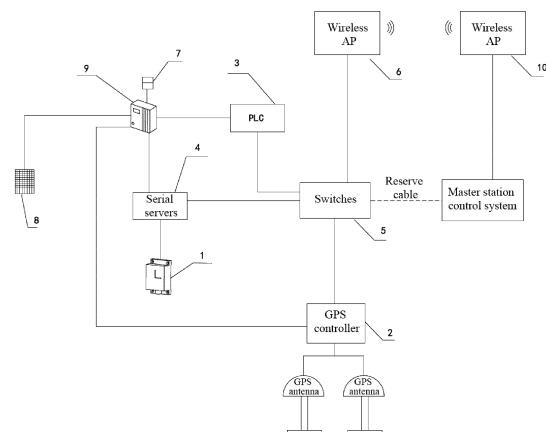 Wireless
AP
Wireless
AP
6
10
7
9
3
PLC
4
Serial
servers
Switches
5
Reserve
cable
Master station
control system
8
1
GPS
controller
2
GPS
antenna
GPS
antenna